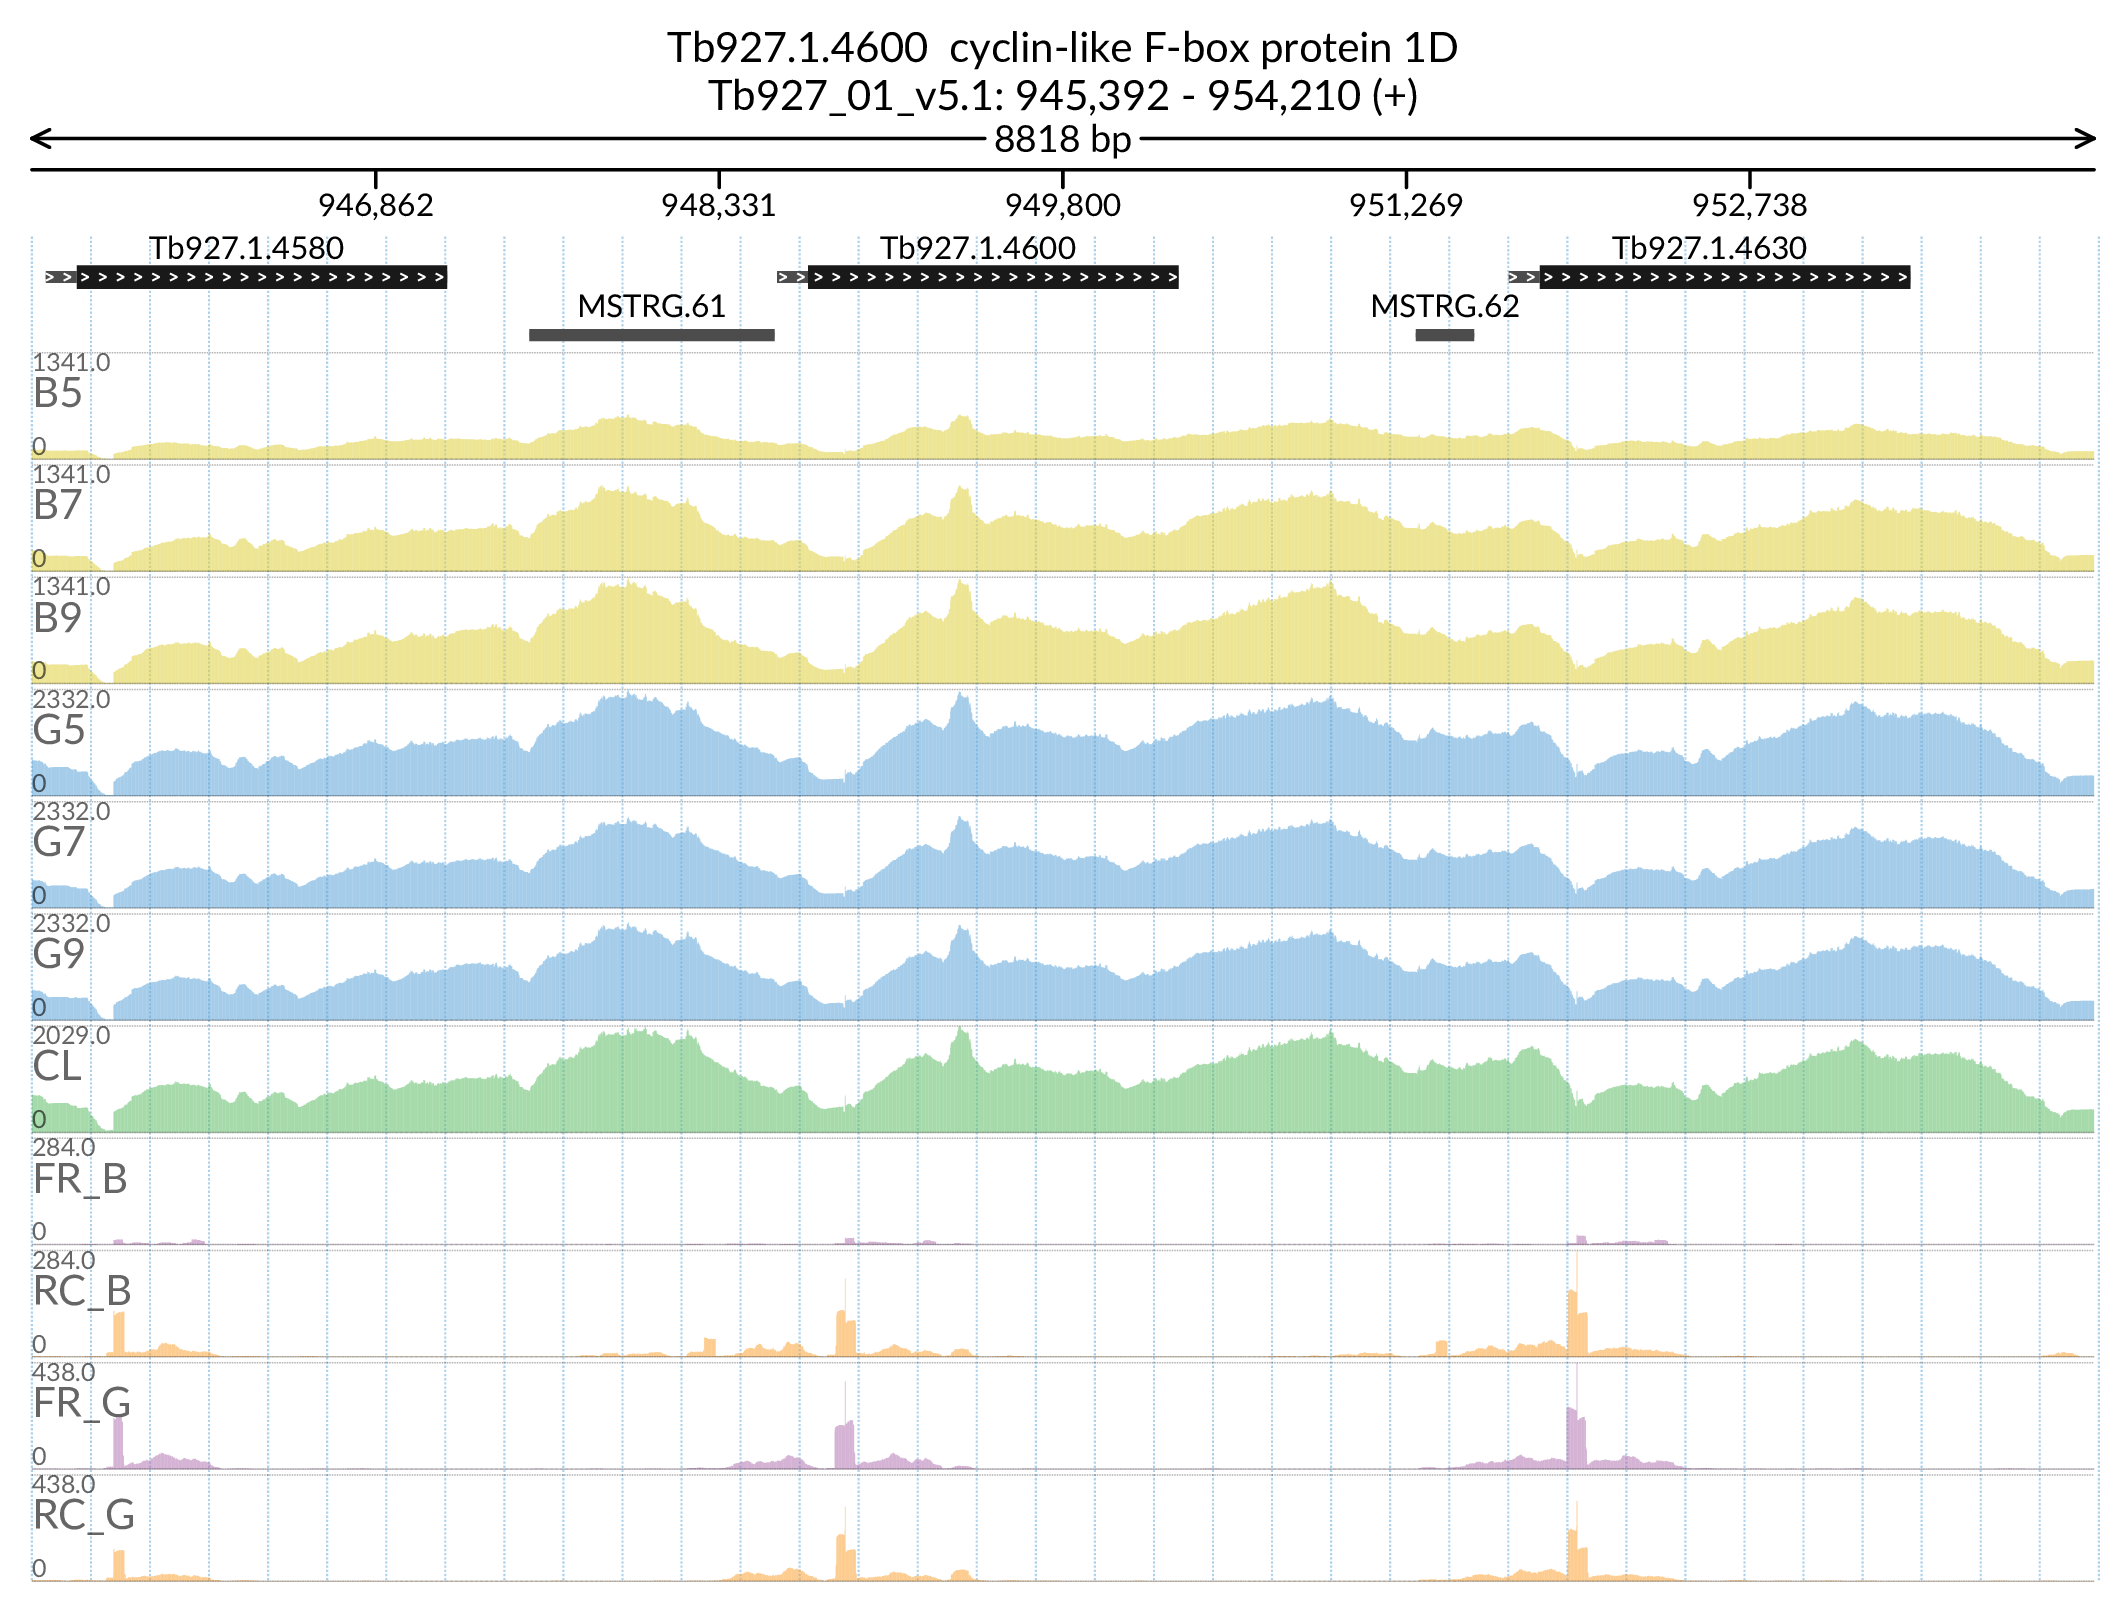 Tb927.1.4600  cyclin-like F-box protein 1D
Tb927_01_v5.1: 945,392 - 954,210 (+)
8818 bp
946,862 948,331 949,800 951,269 952,738
Tb927.1.4580 Tb927.1.4600 Tb927.1.4630
MSTRG.61 MSTRG.62
1341.0
B5
0
1341.0
B7
0
1341.0
B9
0
2332.0
G5
0
2332.0
G7
0
2332.0
G9
0
2029.0
CL
0
284.0
FR_B
0
284.0
RC_B
0
438.0
FR_G
0
438.0
RC_G
0